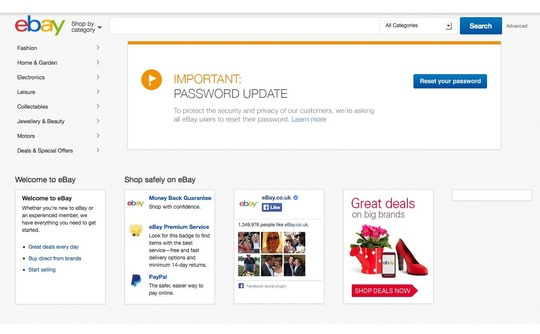 ebay
Shop by
category
All Categories
Search
Advanced
Fashion
Home & Garden
Electronics
Leisure
Collectables
Jewellery & Beauty
Motors
Deals & Special Offers
IMPORTANT:
PASSWORD UPDATE
To protect the security and privacy of our customers, we're asking
all eBay users to reset their password. Learn more
Reset your password
Welcome to eBay
Welcome to eBay
Whether you're new to eBay or
an experienced member, we
have everything you need to get
started.
Great deals every day
Buy direct from brands
Start selling
Shop safely on eBay
ebay
Money Back Guarantee
Shop with confidence.
eBay Premium Service
Look for this badge to find
items with the best
service—free and fast
delivery options and
minimum 14-day returns.
PayPal
The safer, easier way to
pay online.
ebay
eBay.co.uk
Like
1,349,976 people like eBay.co.uk.
Facebook social plugin
Great deals
on big brands
ebay
SHOP DEALS NOW